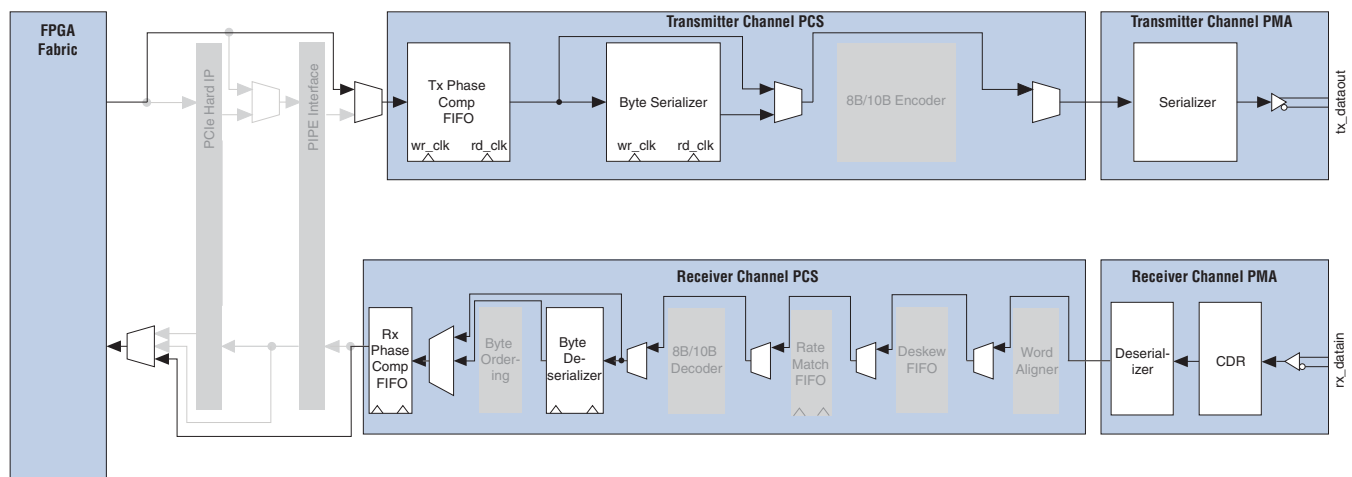 FPGA
Fabric
Transmitter Channel PCS
Transmitter Channel PMA
PCIe Hard IP
PIPE Interface
Tx Phase
Comp
FIFO
wr_clk
rd_clk
Byte Serializer
wr_clk
rd_clk
8B/10B Encoder
Serializer
tx_dataout
Receiver Channel PCS
Receiver Channel PMA
Rx
Phase
Comp
FIFO
Byte
Order-
ing
Byte
De-
serializer
8B/10B
Decoder
Rate
Match
FIFO
Deskew
FIFO
Word
Aligner
Deserial-
izer
CDR
rx_datain